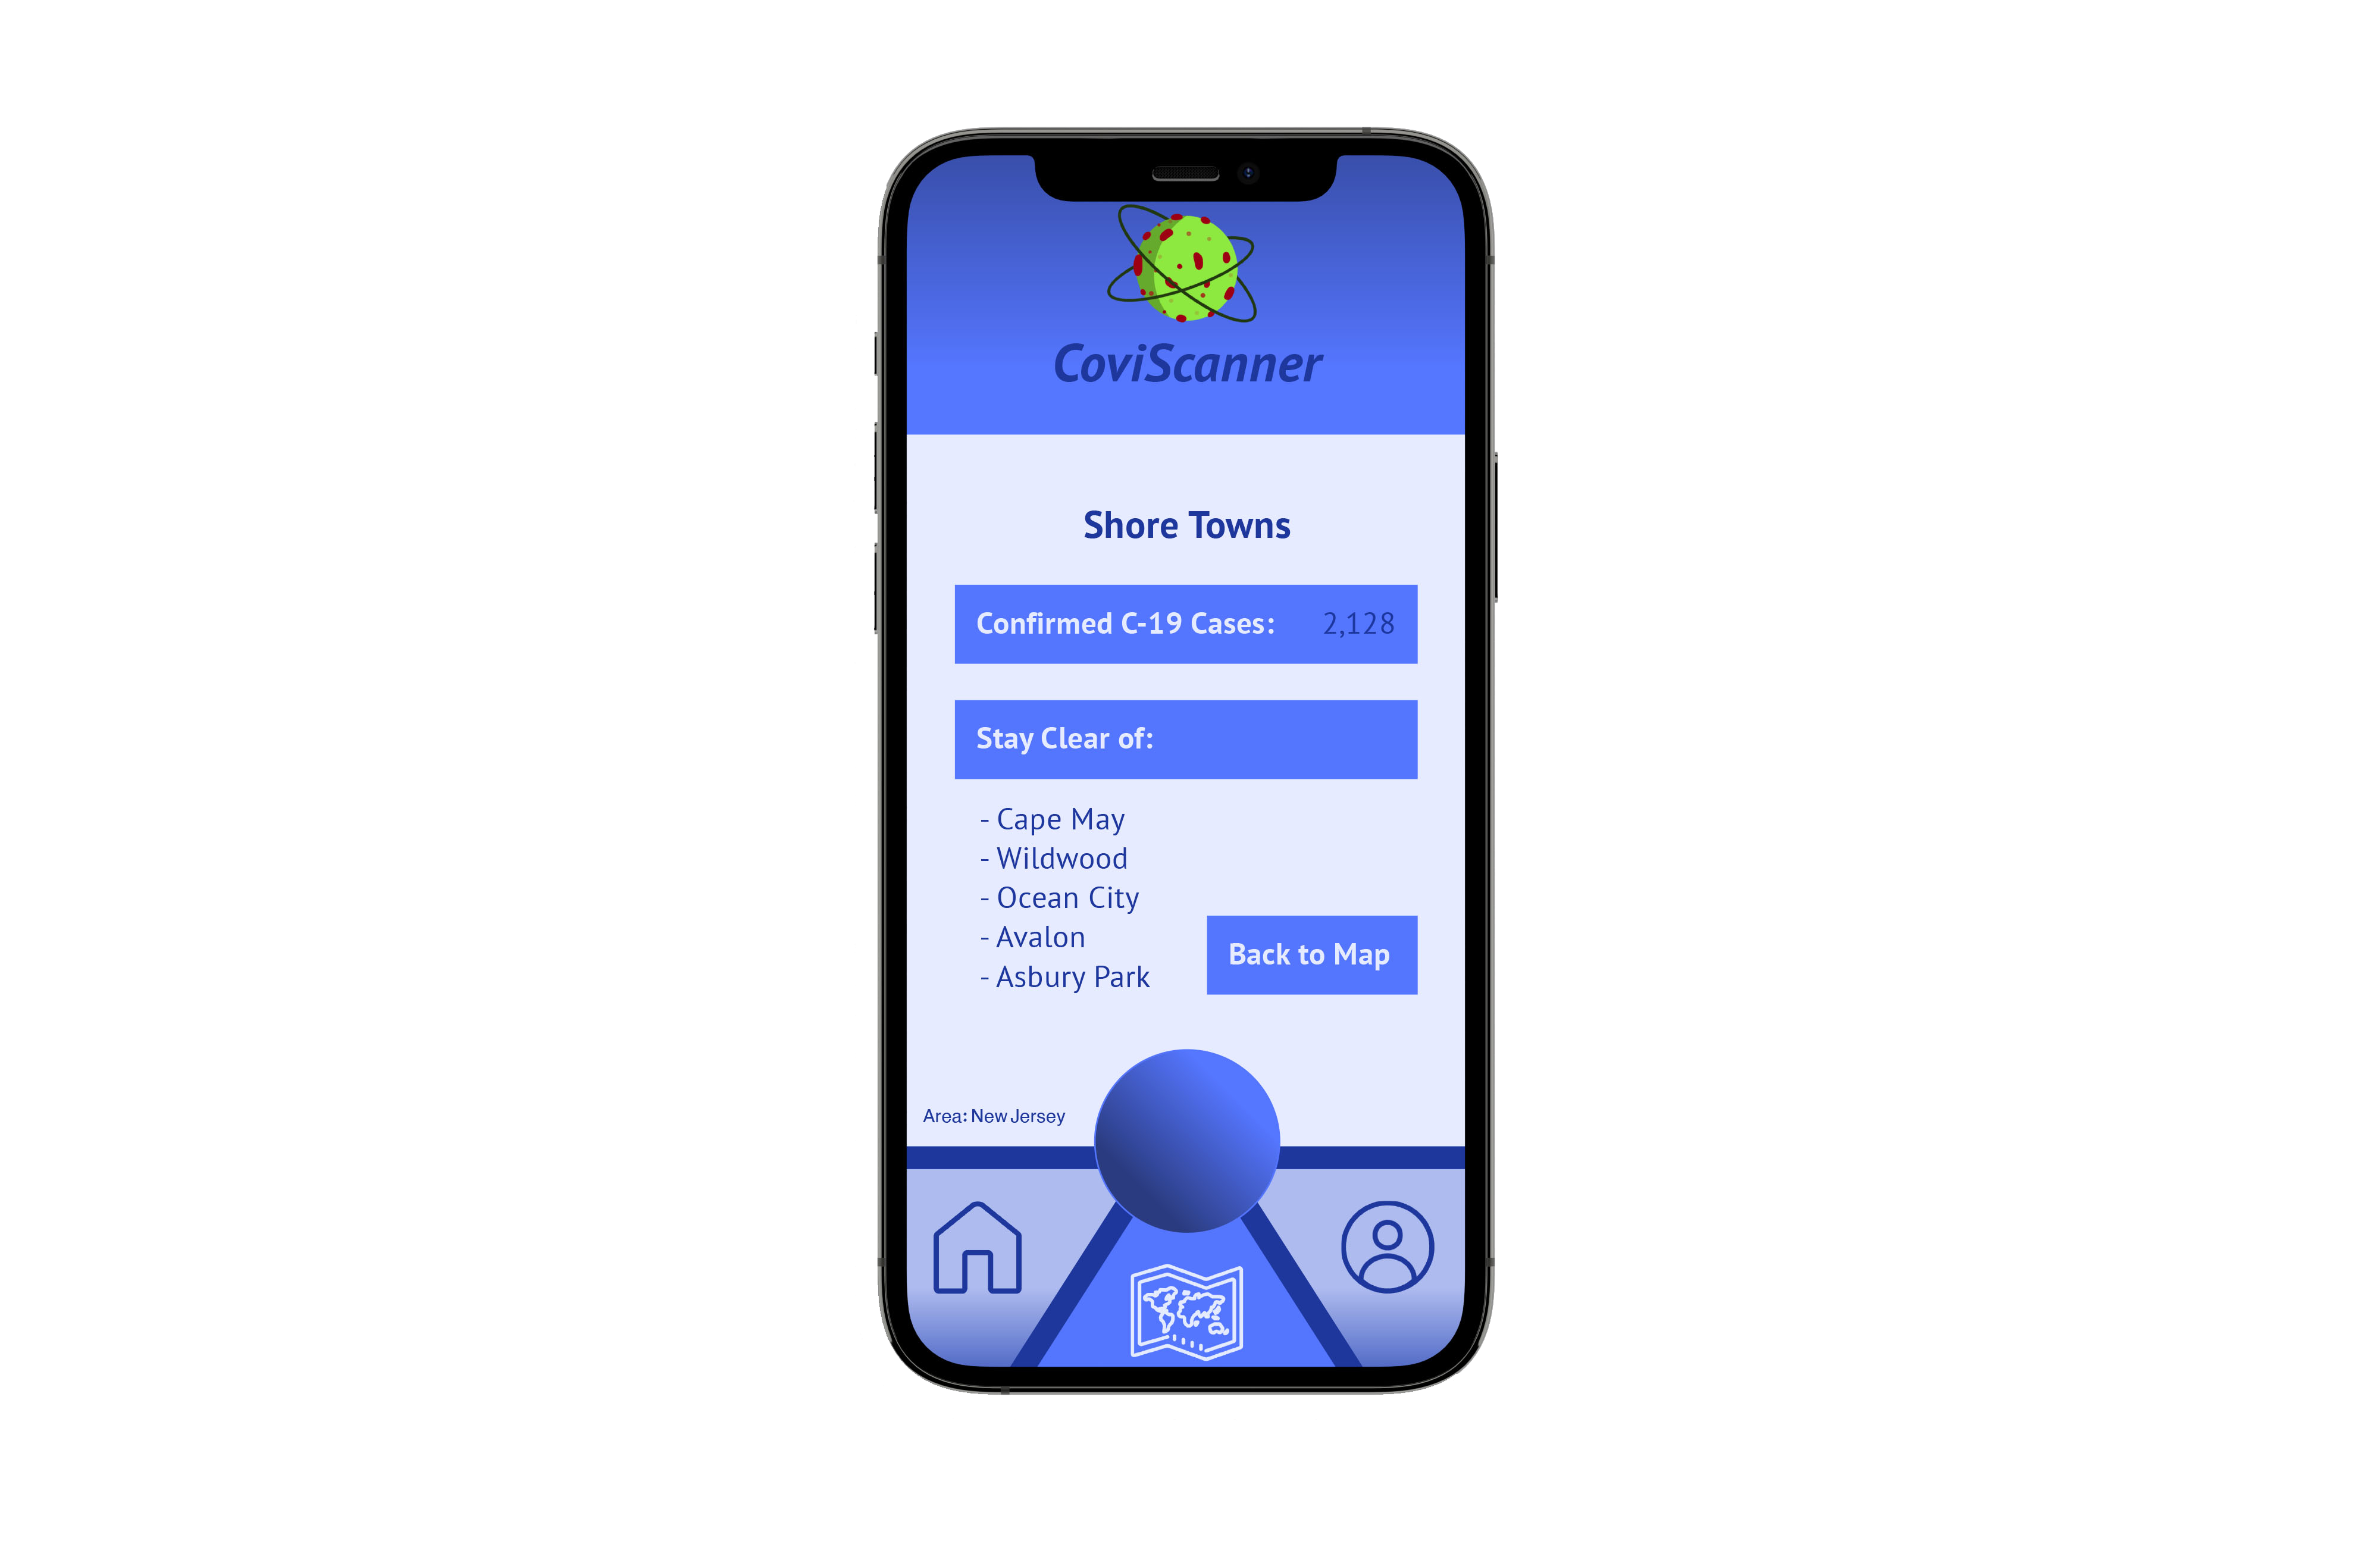 CoviScanner
Shore Towns
Confirmed C-19 Cases: 2,128
Stay Clear of:
- Cape May
- Wildwood
- Ocean City
- Avalon
- Asbury Park
Back to Map
Area: New Jersey